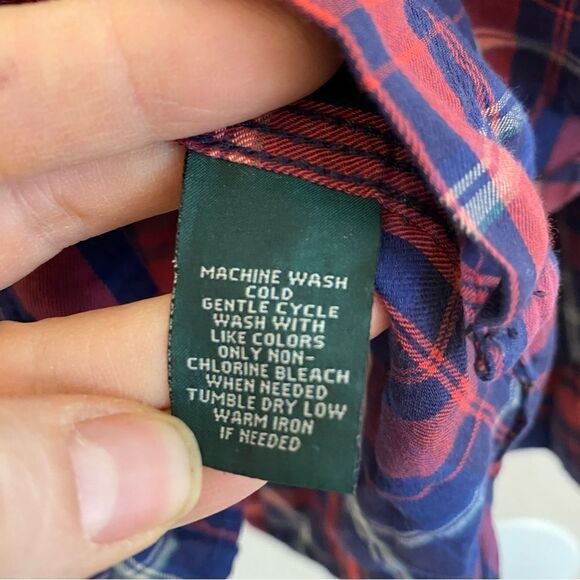 MACHINE WASH
COLD
GENTLE CYCLE
WASH WITH
LIKE COLORS
ONLY NON-
CHLORINE BLEACH
WHEN NEEDED
TUMBLE DRY LOW
WARM IRON
IF NEEDED